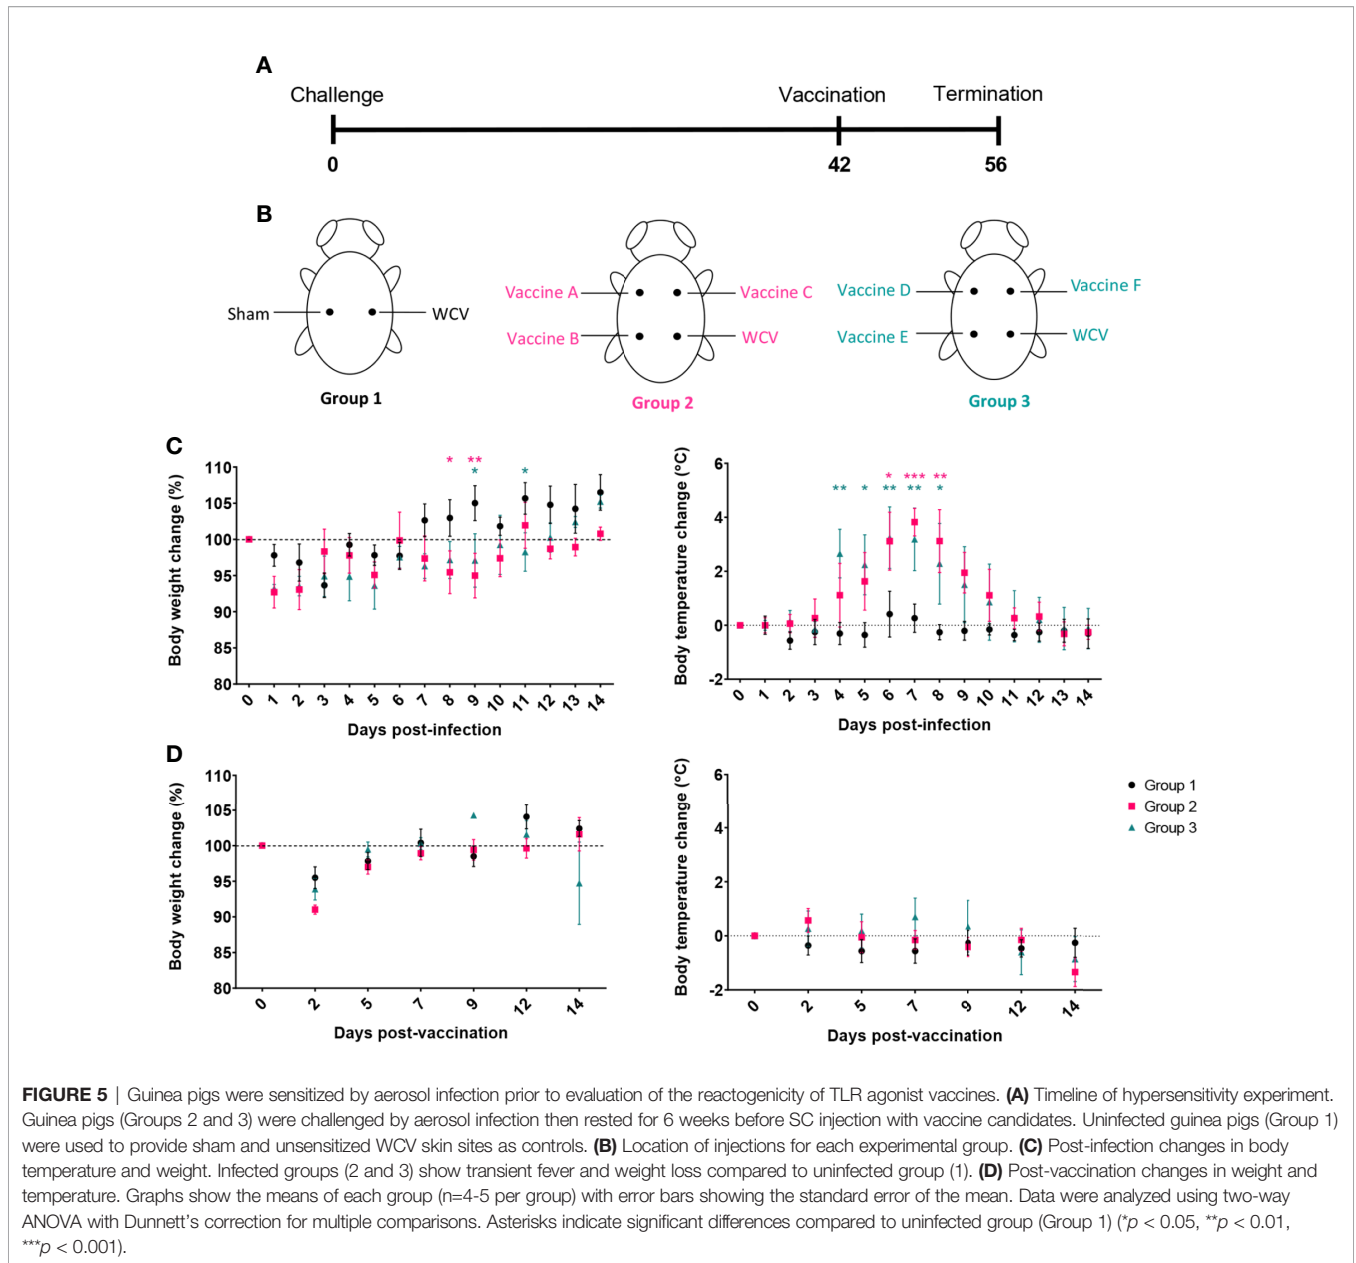 A
Challenge Vaccination Termination
0 42 56
B
Sham WCV
Group 1
Vaccine A Vaccine C
Vaccine B WCV
Group 2
Vaccine D Vaccine F
Vaccine E WCV
Group 3
C
Body weight change (%)
110
105
100
95
90
85
80
* ** * *
0 1 2 3 4 5 6 7 8 9 10 11 12 13 14
Days post-infection
Body temperature change (°C)
6
4
2
0
-2
* *** **
** * ** ** *
0 1 2 3 4 5 6 7 8 9 10 11 12 13 14
Days post-infection
D
Body weight change (%)
110
105
100
95
90
85
80
0 2 5 7 9 12 14
Days post-vaccination
Body temperature change (°C)
6
4
2
0
-2
0 2 5 7 9 12 14
Days post-vaccination
Group 1
Group 2
Group 3
FIGURE 5 | Guinea pigs were sensitized by aerosol infection prior to evaluation of the reactogenicity of TLR agonist vaccines. (A) Timeline of hypersensitivity experiment.
Guinea pigs (Groups 2 and 3) were challenged by aerosol infection then rested for 6 weeks before SC injection with vaccine candidates. Uninfected guinea pigs (Group 1)
were used to provide sham and unsensitized WCV skin sites as controls. (B) Location of injections for each experimental group. (C) Post-infection changes in body
temperature and weight. Infected groups (2 and 3) show transient fever and weight loss compared to uninfected group (1). (D) Post-vaccination changes in weight and
temperature. Graphs show the means of each group (n=4-5 per group) with error bars showing the standard error of the mean. Data were analyzed using two-way
ANOVA with Dunnett's correction for multiple comparisons. Asterisks indicate significant differences compared to uninfected group (Group 1) (*p < 0.05, **p < 0.01,
***p < 0.001).